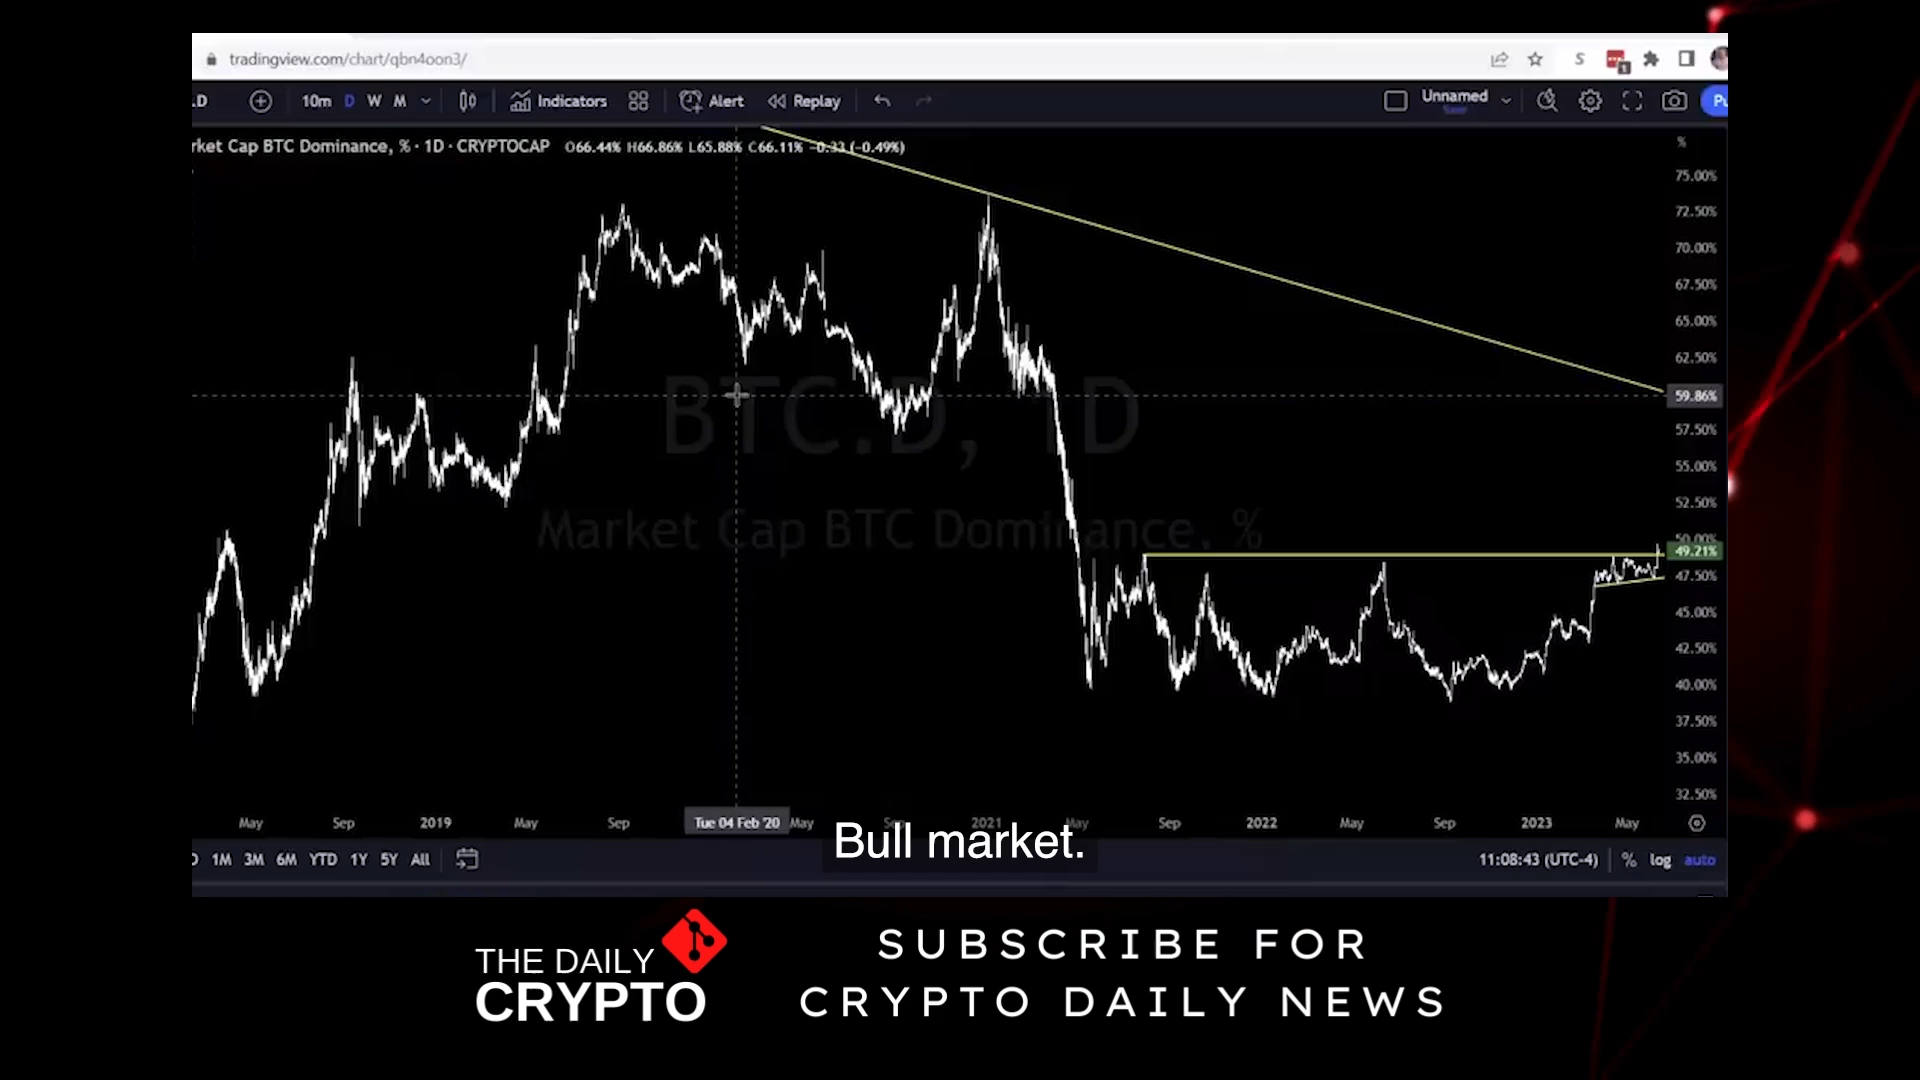 tradingview.com/chart/qbn4oon3/
.D 10m D W M Indicators Alert Replay Unnamed
rket Cap BTC Dominance, % · 1D · CRYPTOCAP O66.44% H66.86% L65.88% C66.11% −0.33 (−0.49%)
%
75.00%
72.50%
70.00%
67.50%
65.00%
62.50%
59.86%
57.50%
55.00%
52.50%
50.00%
49.21%
47.50%
45.00%
42.50%
40.00%
37.50%
35.00%
32.50%
BTC.D, 1D
Market Cap BTC Dominance, %
May Sep 2019 May Sep Tue 04 Feb '20 May Sep 2021 May Sep 2022 May Sep 2023 May
Bull market.
1M 3M 6M YTD 1Y 5Y All 11:08:43 (UTC-4) % log auto
THE DAILY
CRYPTO
SUBSCRIBE FOR
CRYPTO DAILY NEWS